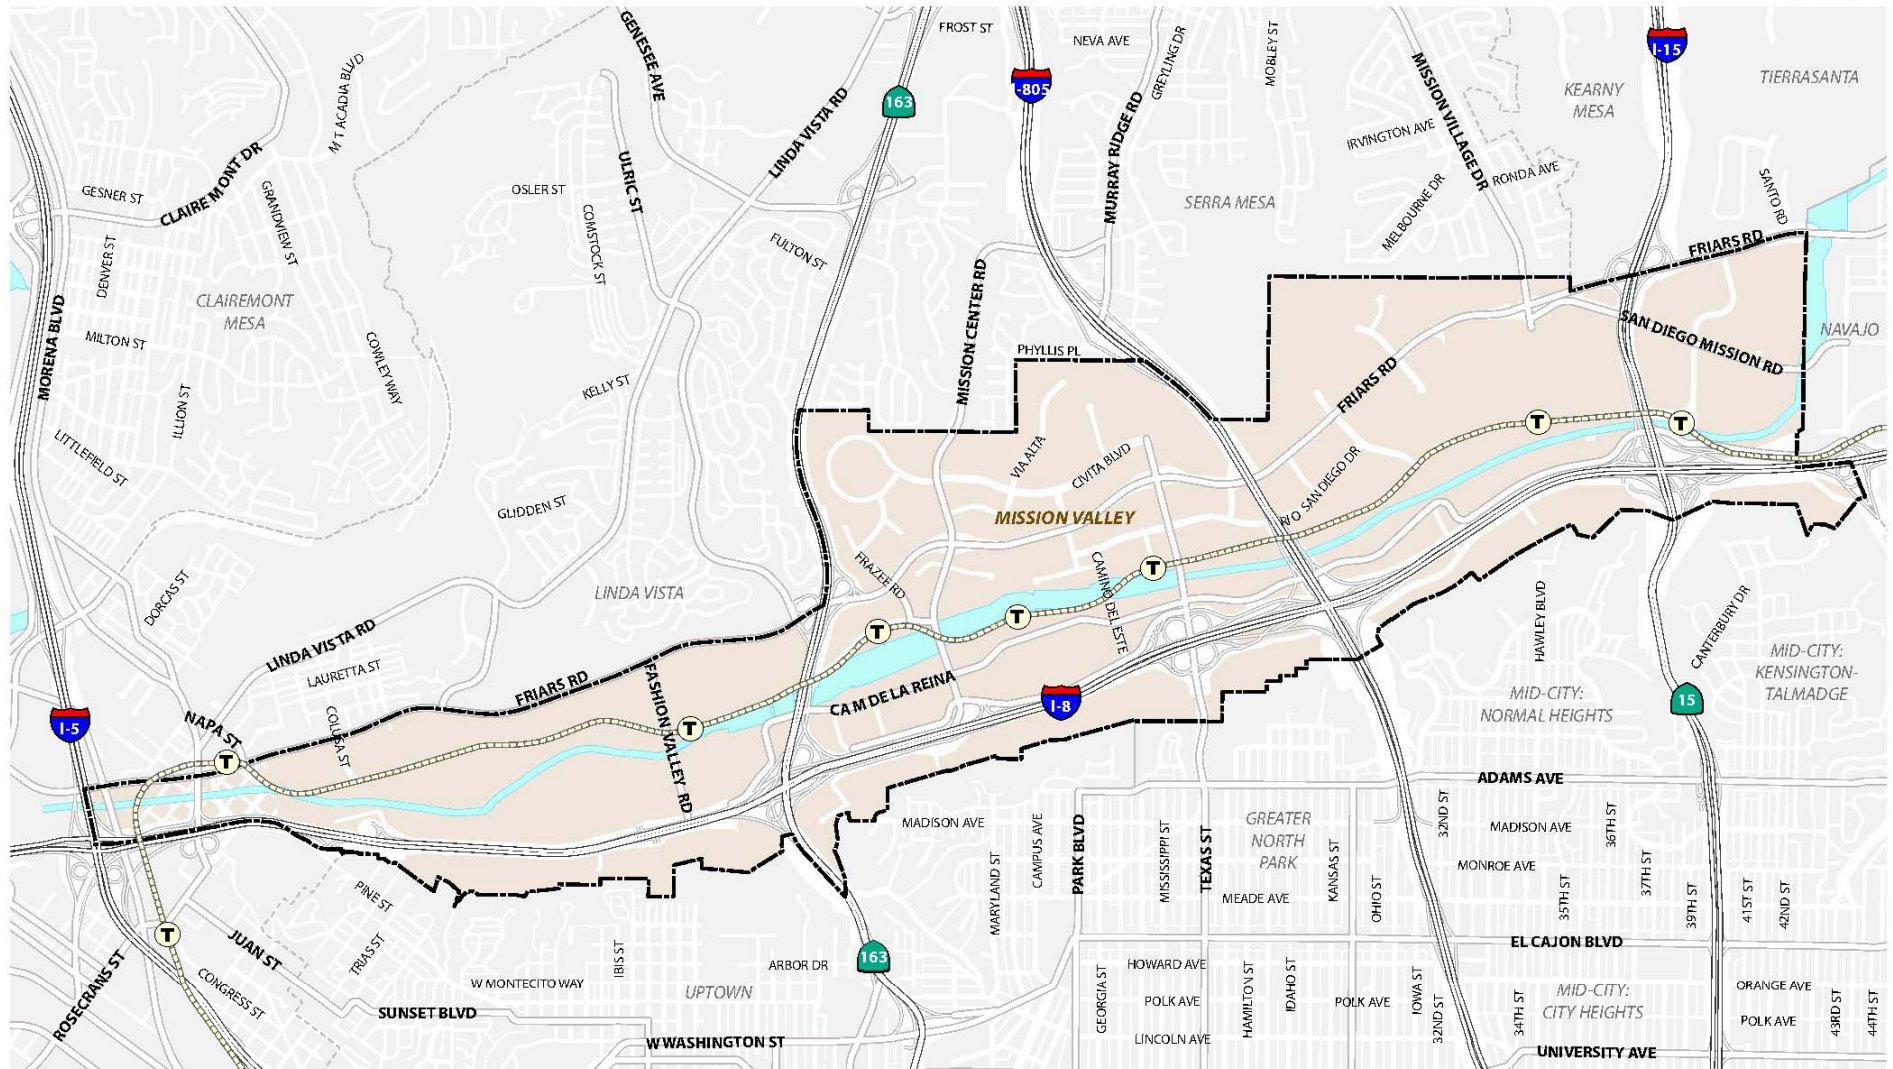 FROST ST
NEVA AVE
GENESEE AVE
GREYLING DR
MOBLEY ST
MISSION VILLAGE DR
I-15
KEARNY
MESA
TIERRASANTA
M T ACADIA BLVD
LINDA VISTA RD
163
-805
MURRAY RIDGE RD
IRVINGTON AVE
RONDA AVE
CLAIRE M O N T DR
GESNER ST
GRANDVIEW ST
OSLER ST
ULRIC ST
COMSTOCK ST
SERRA MESA
MELBOURNE DR
SANTO RD
FRIARS RD
DENVER ST
FULTON ST
MISSION CENTER RD
CLAIREMONT
MESA
MORENA BLVD
MILTON ST
COWLEY WAY
PHYLLIS PL
SAN DIEGO MISSION RD
NAVAJO
KELLY ST
FRIARS RD
ILLION ST
LITTLEFIELD ST
VIA ALTA
CIVITA BLVD
T
T
GLIDDEN ST
MISSION VALLEY
R/O SAN DIEGO DR
FRAZEE RD
CAMINO DEL ESTE
T
DORCAS ST
LINDA VISTA
HAWLEY BLVD
CANTERBURY DR
T
T
LINDA VISTA RD
LAURETTA ST
FRIARS RD
FASHION VALLEY RD
CA M DE LA REINA
I-8
MID-CITY:
KENSINGTON-
TALMADGE
MID-CITY:
NORMAL HEIGHTS
15
I-5
NAPA ST
COLUSA ST
T
T
ADAMS AVE
MADISON AVE
CAMPUS AVE
PARK BLVD
MISSISSIPPI ST
TEXAS ST
GREATER
NORTH
PARK
KANSAS ST
32ND ST
MADISON AVE
36TH ST
MONROE AVE
37TH ST
MARYLAND ST
MEADE AVE
OHIO ST
35TH ST
39TH ST
41ST ST
42ND ST
PINE ST
T
JUAN ST
TRIAS ST
IBIS ST
ARBOR DR
163
EL CAJON BLVD
ROSECRANS ST
CONGRESS ST
W MONTECITO WAY
UPTOWN
SUNSET BLVD
W WASHINGTON ST
GEORGIA ST
HOWARD AVE
POLK AVE
LINCOLN AVE
HAMILTON ST
IDAHO ST
POLK AVE
IOWA ST
32ND ST
34TH ST
MID-CITY:
CITY HEIGHTS
ORANGE AVE
POLK AVE
43RD ST
44TH ST
UNIVERSITY AVE